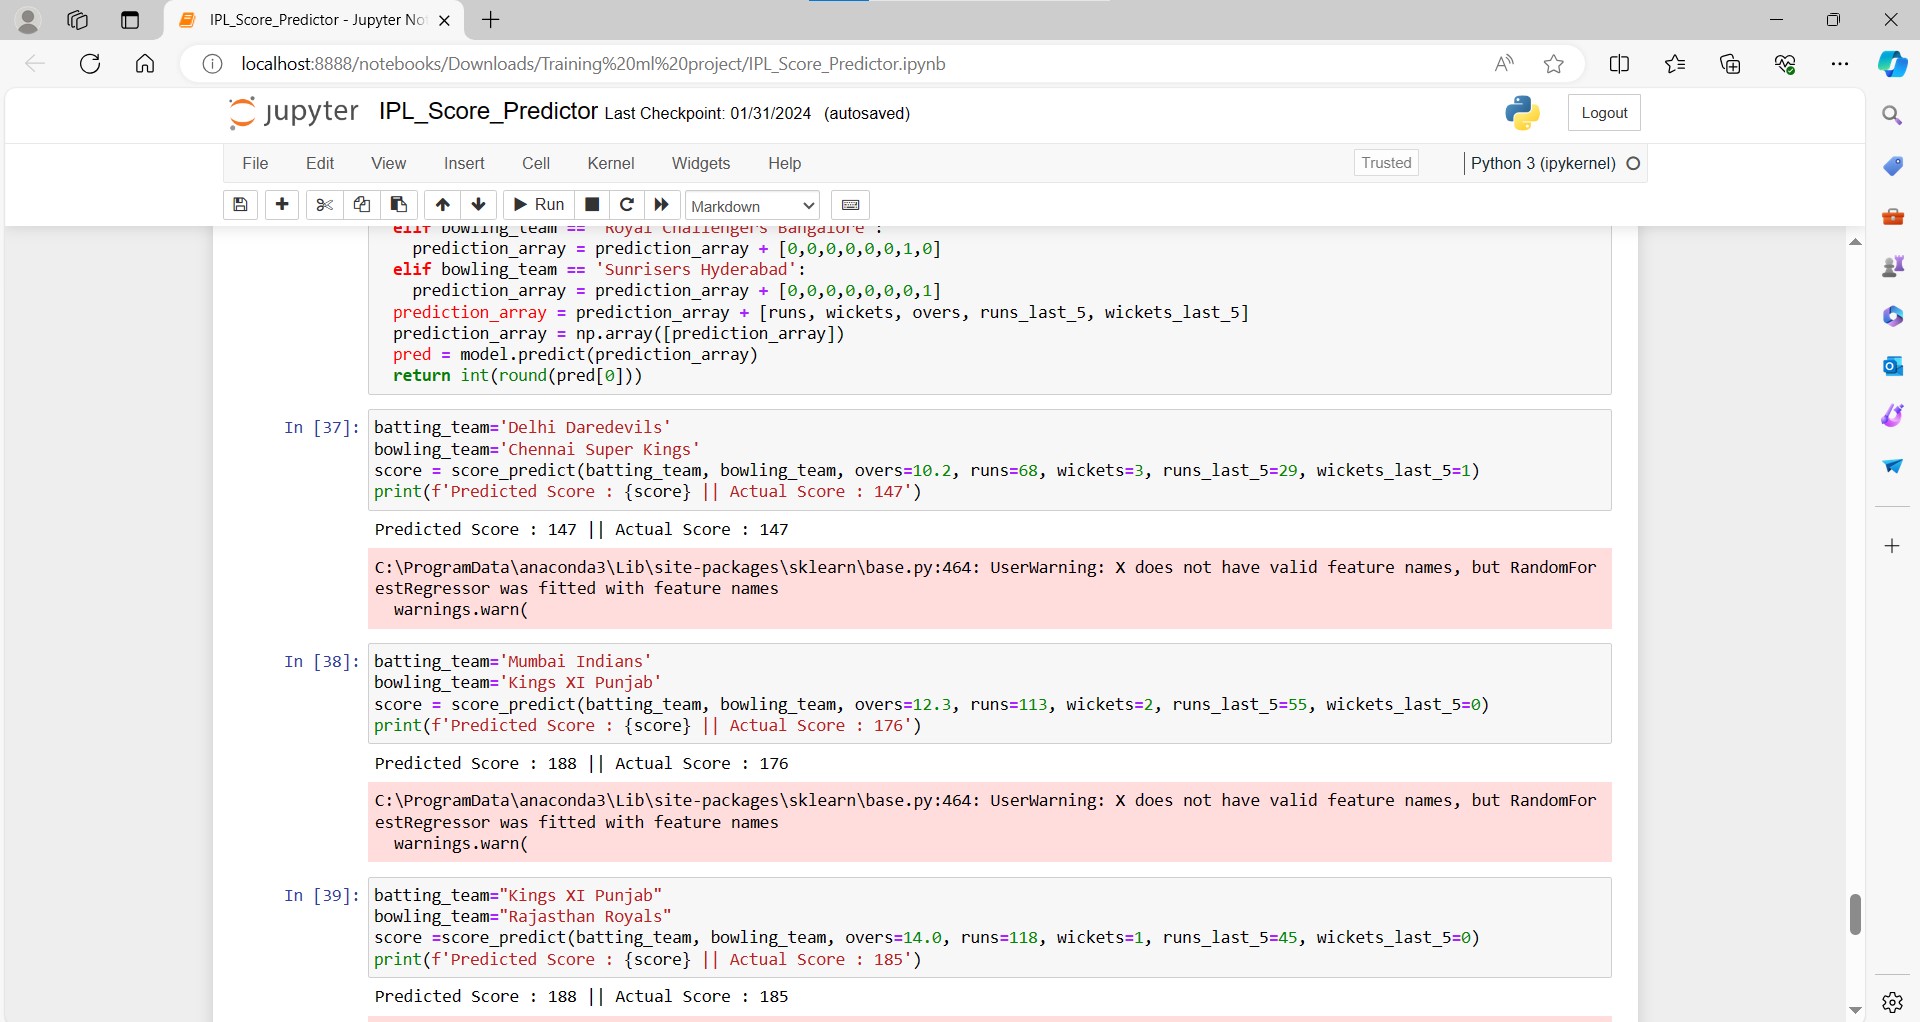 IPL_Score_Predictor - Jupyter No
localhost:8888/notebooks/Downloads/Training%20ml%20project/IPL_Score_Predictor.ipynb
jupyter IPL_Score_Predictor Last Checkpoint: 01/31/2024 (autosaved)
Logout
File Edit View Insert Cell Kernel Widgets Help
Trusted
Python 3 (ipykernel)
Run
Markdown
elif bowling_team == 'Royal Challengers Bangalore':
prediction_array = prediction_array + [0,0,0,0,0,0,1,0]
elif bowling_team == 'Sunrisers Hyderabad':
prediction_array = prediction_array + [0,0,0,0,0,0,0,1]
prediction_array = prediction_array + [runs, wickets, overs, runs_last_5, wickets_last_5]
prediction_array = np.array([prediction_array])
pred = model.predict(prediction_array)
return int(round(pred[0]))
In [37]: batting_team='Delhi Daredevils'
bowling_team='Chennai Super Kings'
score = score_predict(batting_team, bowling_team, overs=10.2, runs=68, wickets=3, runs_last_5=29, wickets_last_5=1)
print(f'Predicted Score : {score} || Actual Score : 147')
Predicted Score : 147 || Actual Score : 147
C:\ProgramData\anaconda3\Lib\site-packages\sklearn\base.py:464: UserWarning: X does not have valid feature names, but RandomFor
estRegressor was fitted with feature names
warnings.warn(
In [38]: batting_team='Mumbai Indians'
bowling_team='Kings XI Punjab'
score = score_predict(batting_team, bowling_team, overs=12.3, runs=113, wickets=2, runs_last_5=55, wickets_last_5=0)
print(f'Predicted Score : {score} || Actual Score : 176')
Predicted Score : 188 || Actual Score : 176
C:\ProgramData\anaconda3\Lib\site-packages\sklearn\base.py:464: UserWarning: X does not have valid feature names, but RandomFor
estRegressor was fitted with feature names
warnings.warn(
In [39]: batting_team="Kings XI Punjab"
bowling_team="Rajasthan Royals"
score =score_predict(batting_team, bowling_team, overs=14.0, runs=118, wickets=1, runs_last_5=45, wickets_last_5=0)
print(f'Predicted Score : {score} || Actual Score : 185')
Predicted Score : 188 || Actual Score : 185